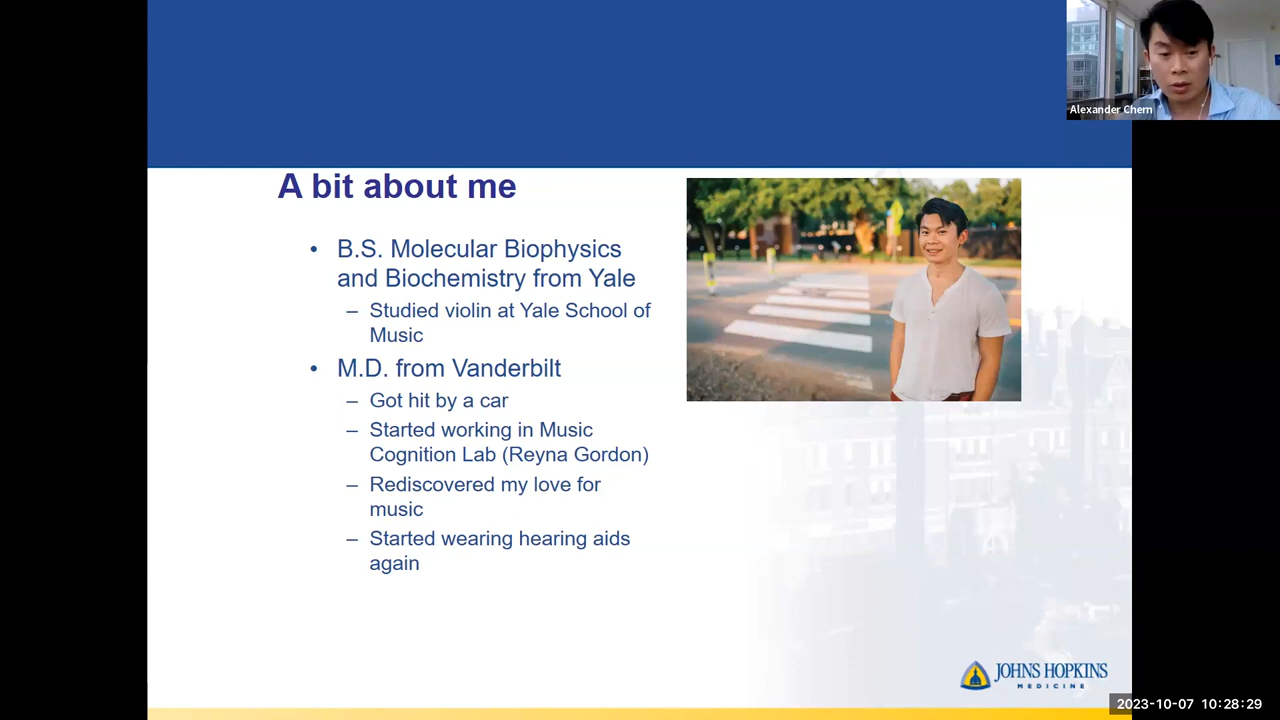 Alexander Chern
A bit about me
• B.S. Molecular Biophysics
and Biochemistry from Yale
– Studied violin at Yale School of
Music
• M.D. from Vanderbilt
– Got hit by a car
– Started working in Music
Cognition Lab (Reyna Gordon)
– Rediscovered my love for
music
– Started wearing hearing aids
again
JOHNS HOPKINS
MEDICINE
2023-10-07 10:28:29